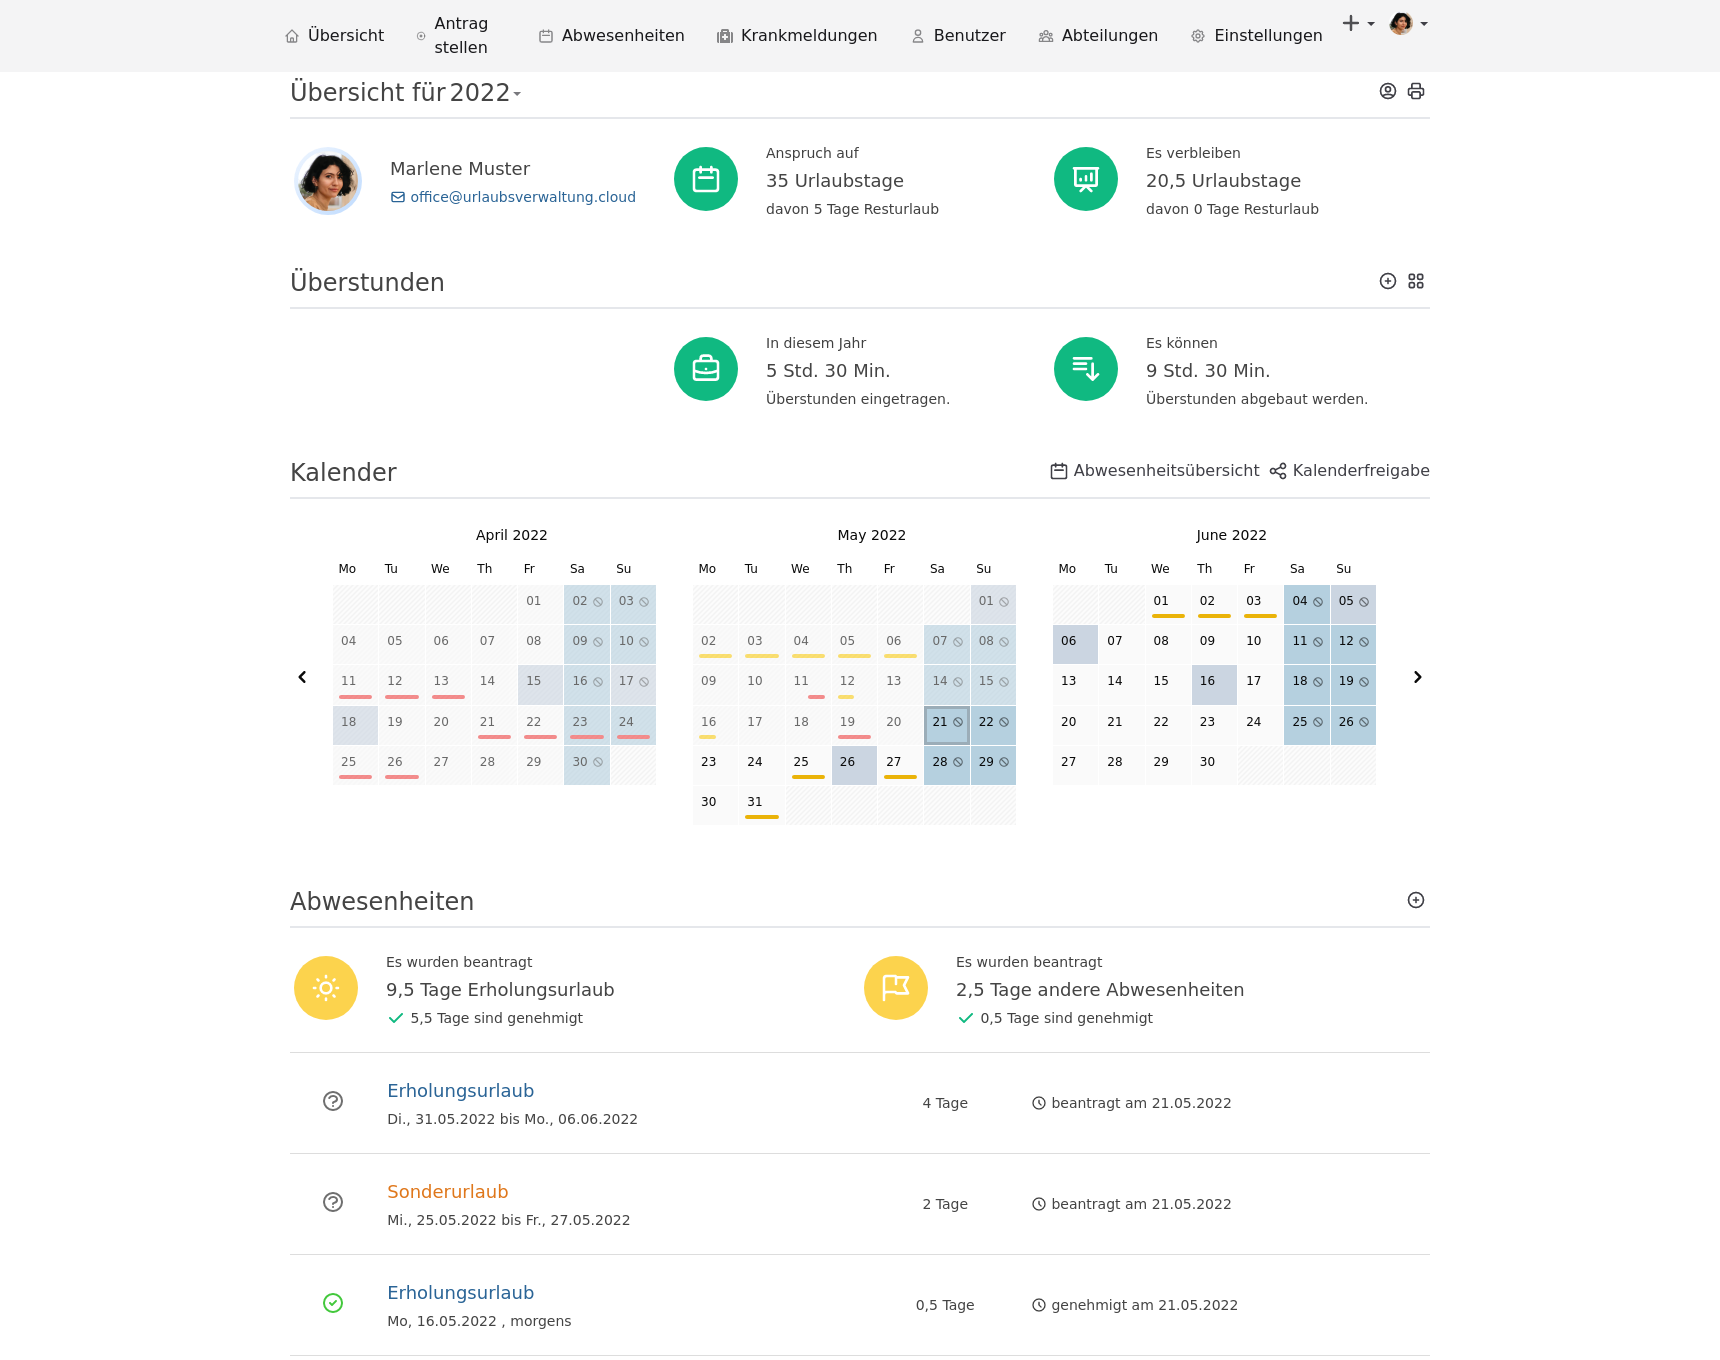 Übersicht
Antrag stellen
Abwesenheiten
Krankmeldungen
Benutzer
Abteilungen
Einstellungen
Übersicht für 2022
Marlene Muster
office@urlaubsverwaltung.cloud
Anspruch auf
35 Urlaubstage
davon 5 Tage Resturlaub
Es verbleiben
20,5 Urlaubstage
davon 0 Tage Resturlaub
Überstunden
In diesem Jahr
5 Std. 30 Min.
Überstunden eingetragen.
Es können
9 Std. 30 Min.
Überstunden abgebaut werden.
Kalender
Abwesenheitsübersicht Kalenderfreigabe
April 2022
Mo Tu We Th Fr Sa Su
01 02 03
04 05 06 07 08 09 10
11 12 13 14 15 16 17
18 19 20 21 22 23 24
25 26 27 28 29 30
May 2022
Mo Tu We Th Fr Sa Su
01
02 03 04 05 06 07 08
09 10 11 12 13 14 15
16 17 18 19 20 21 22
23 24 25 26 27 28 29
30 31
June 2022
Mo Tu We Th Fr Sa Su
01 02 03 04 05
06 07 08 09 10 11 12
13 14 15 16 17 18 19
20 21 22 23 24 25 26
27 28 29 30
Abwesenheiten
Es wurden beantragt
9,5 Tage Erholungsurlaub
5,5 Tage sind genehmigt
Es wurden beantragt
2,5 Tage andere Abwesenheiten
0,5 Tage sind genehmigt
Erholungsurlaub
Di., 31.05.2022 bis Mo., 06.06.2022
4 Tage
beantragt am 21.05.2022
Sonderurlaub
Mi., 25.05.2022 bis Fr., 27.05.2022
2 Tage
beantragt am 21.05.2022
Erholungsurlaub
Mo, 16.05.2022 , morgens
0,5 Tage
genehmigt am 21.05.2022